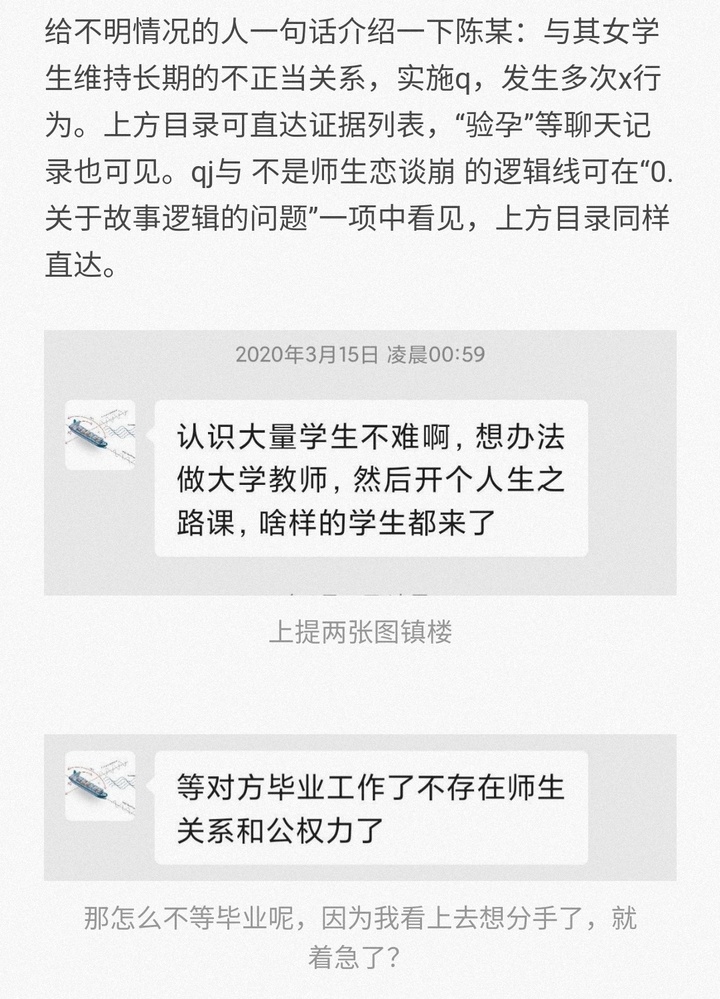 给不明情况的人一句话介绍一下陈某：与其女学
生维持长期的不正当关系，实施q，发生多次x行
为。上方目录可直达证据列表，“验孕”等聊天记
录也可见。qj与 不是师生恋谈崩 的逻辑线可在“0.
关于故事逻辑的问题”一项中看见，上方目录同样
直达。
2020年3月15日 凌晨00:59
认识大量学生不难啊，想办法
做大学教师，然后开个人生之
路课，啥样的学生都来了
上提两张图镇楼
等对方毕业工作了不存在师生
关系和公权力了
那怎么不等毕业呢，因为我看上去想分手了，就
着急了？